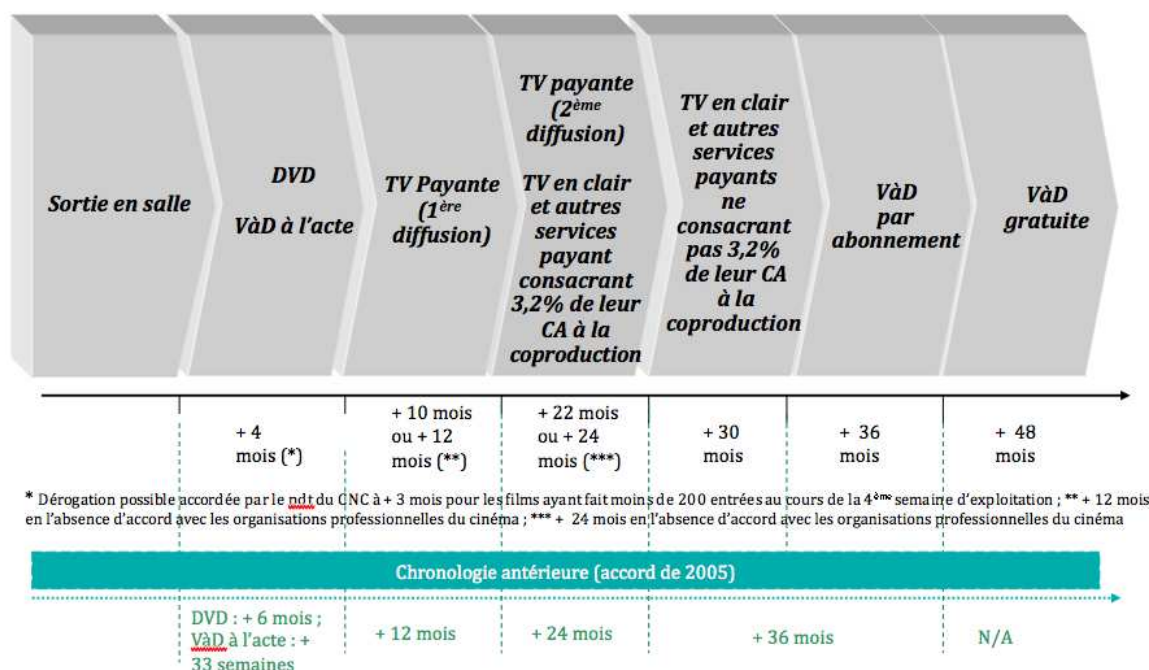 Sortie en salle
DVD
VàD à l'acte
TV Payante
(1ère
diffusion)
TV payante
(2ème
diffusion)
TV en clair
et autres
services
payant
consacrant
3,2% de leur
CA à la
coproduction
TV en clair
et autres
services
payants
ne
consacrant
pas 3,2%
de leur CA
à la
coproduction
VàD
par
abonnement
VàD
gratuite
+ 4
mois (*)
+ 10 mois
ou + 12
mois (**)
+ 22 mois
ou + 24
mois (***)
+ 30
mois
+ 36
mois
+ 48
mois
* Dérogation possible accordée par le pdt du CNC à + 3 mois pour les films ayant fait moins de 200 entrées au cours de la 4ème semaine d'exploitation ; ** + 12 mois
en l'absence d'accord avec les organisations professionnelles du cinéma ; *** + 24 mois en l'absence d'accord avec les organisations professionnelles du cinéma
Chronologie antérieure (accord de 2005)
DVD : + 6 mois ;
VàD à l'acte : +
33 semaines
+ 12 mois
+ 24 mois
+ 36 mois
N/A